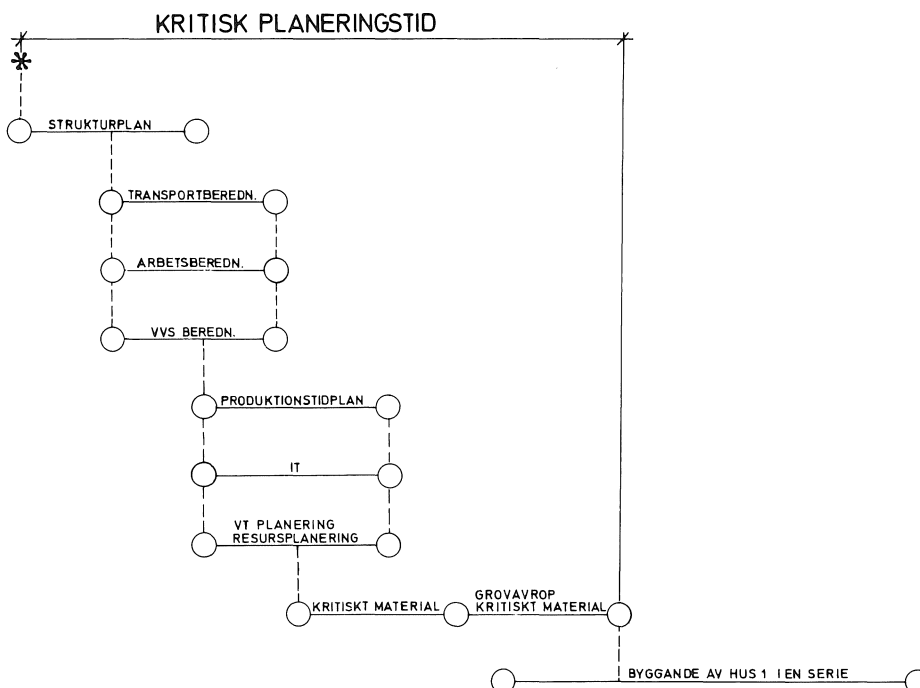 KRITISK PLANERINGSTID
STRUKTURPLAN
TRANSPORTBEREDN.
ARBETSBEREDN.
VVS BEREDN.
PRODUKTIONSTIDPLAN
IT
VT PLANERING
RESURSPLANERING
KRITISKT MATERIAL
GROVAVROP
KRITISKT MATERIAL
BYGGANDE AV HUS 1 I EN SERIE